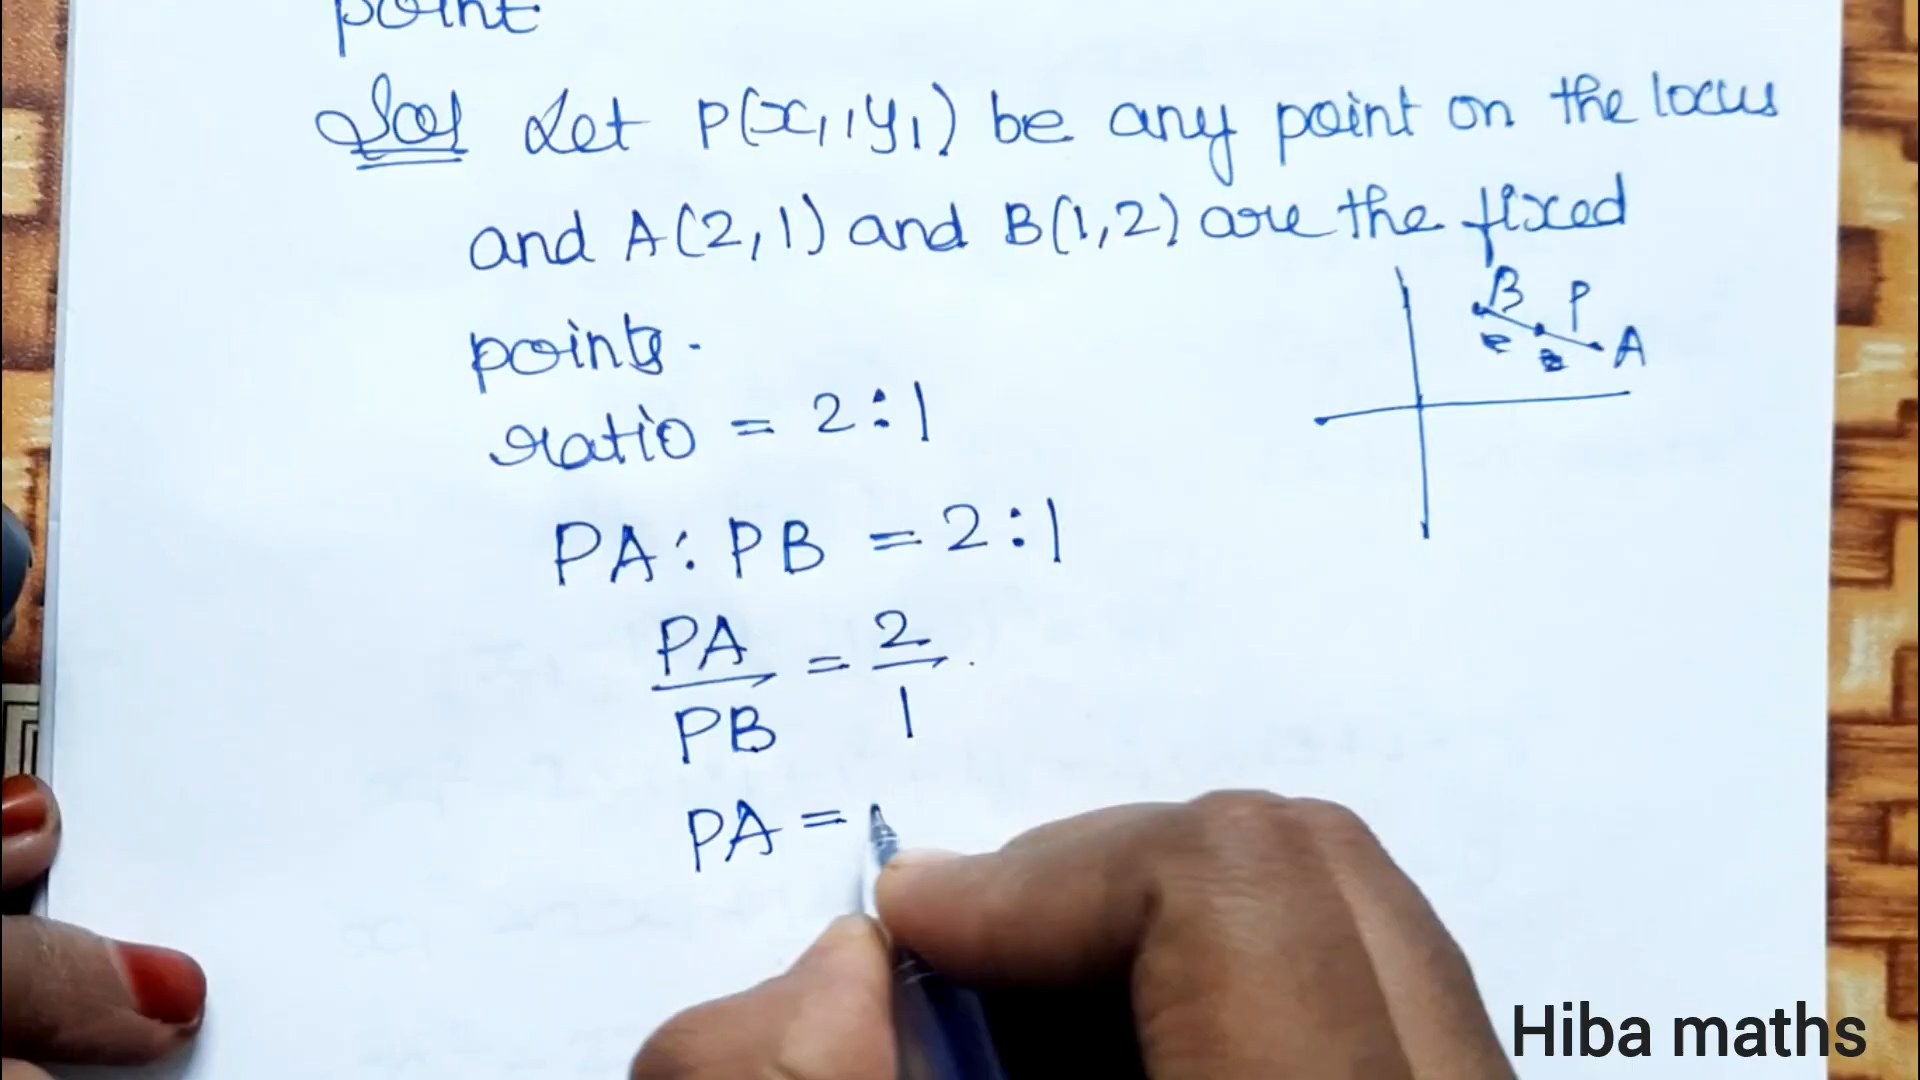 point
Sol Let P(x₁,y₁) be any point on the locus
and A(2,1) and B(1,2) are the fixed
points.
B P
A
ratio = 2:1
PA : PB = 2:1
PA/PB = 2/1
PA =
Hiba maths